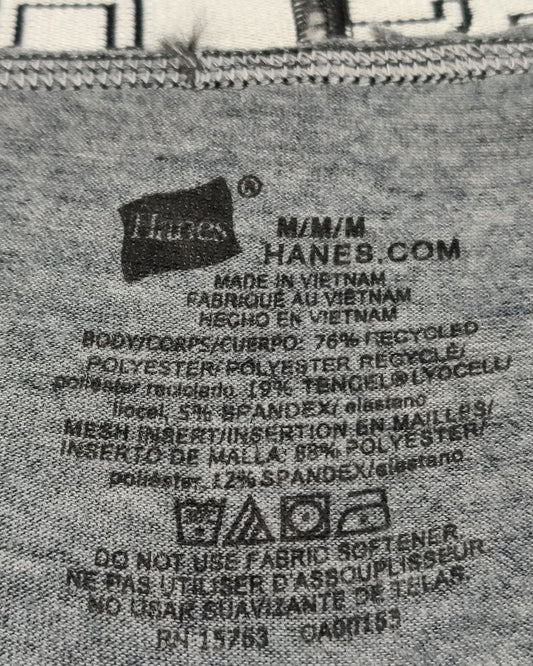 Hanes ®
M/M/M
HANES.COM
MADE IN VIETNAM
FABRIQUÉ AU VIETNAM
HECHO EN VIETNAM
BODY/CORPS/CUERPO: 76% RECYCLED
POLYESTER/POLYESTER RECYCLÉ/
poliéster reciclado, 19% TENCEL® LYOCELL/
liocel, 5% SPANDEX/elastano
MESH INSERT/INSERTION EN MAILLES/
INSERTO DE MALLA: 88% POLYESTER/
poliéster, 12% SPANDEX/elastano
DO NOT USE FABRIC SOFTENER.
NE PAS UTILISER D'ASSOUPLISSEUR.
NO USAR SUAVIZANTE DE TELAS.
RN 15763 CA00153